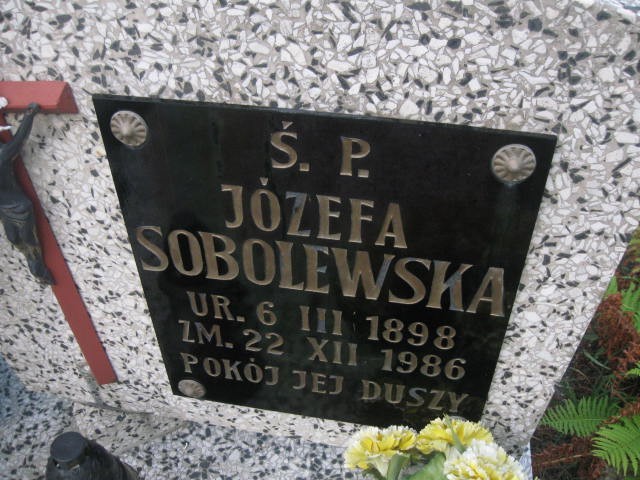 Ś. P.
JÓZEFA
SOBOLEWSKA
UR. 6 III 1898
ZM. 22 XII 1986
POKÓJ JEJ DUSZY